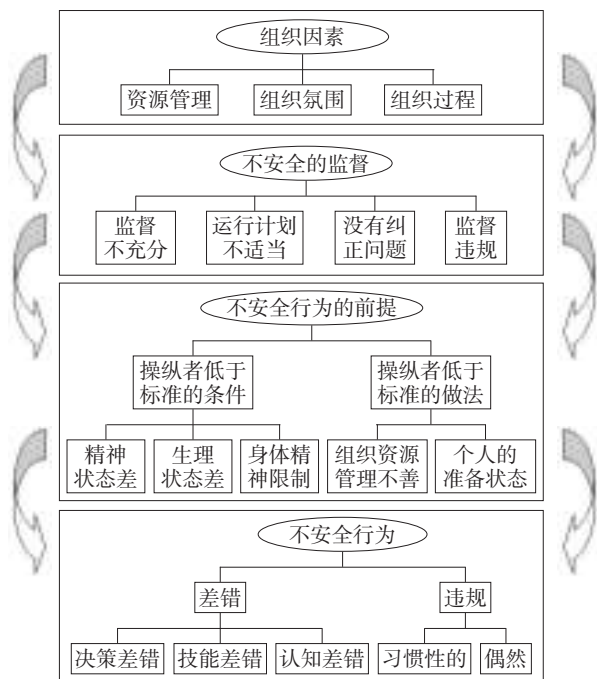 组织因素
资源管理 组织氛围 组织过程
不安全的监督
监督 运行计划 没有纠 监督
不充分 不适当 正问题 违规
不安全行为的前提
操纵者低于 操纵者低于
标准的条件 标准的做法
精神 生理 身体精 组织资源 个人的
状态差 状态差 神限制 管理不善 准备状态
不安全行为
差错 违规
决策差错 技能差错 认知差错 习惯性的 偶然